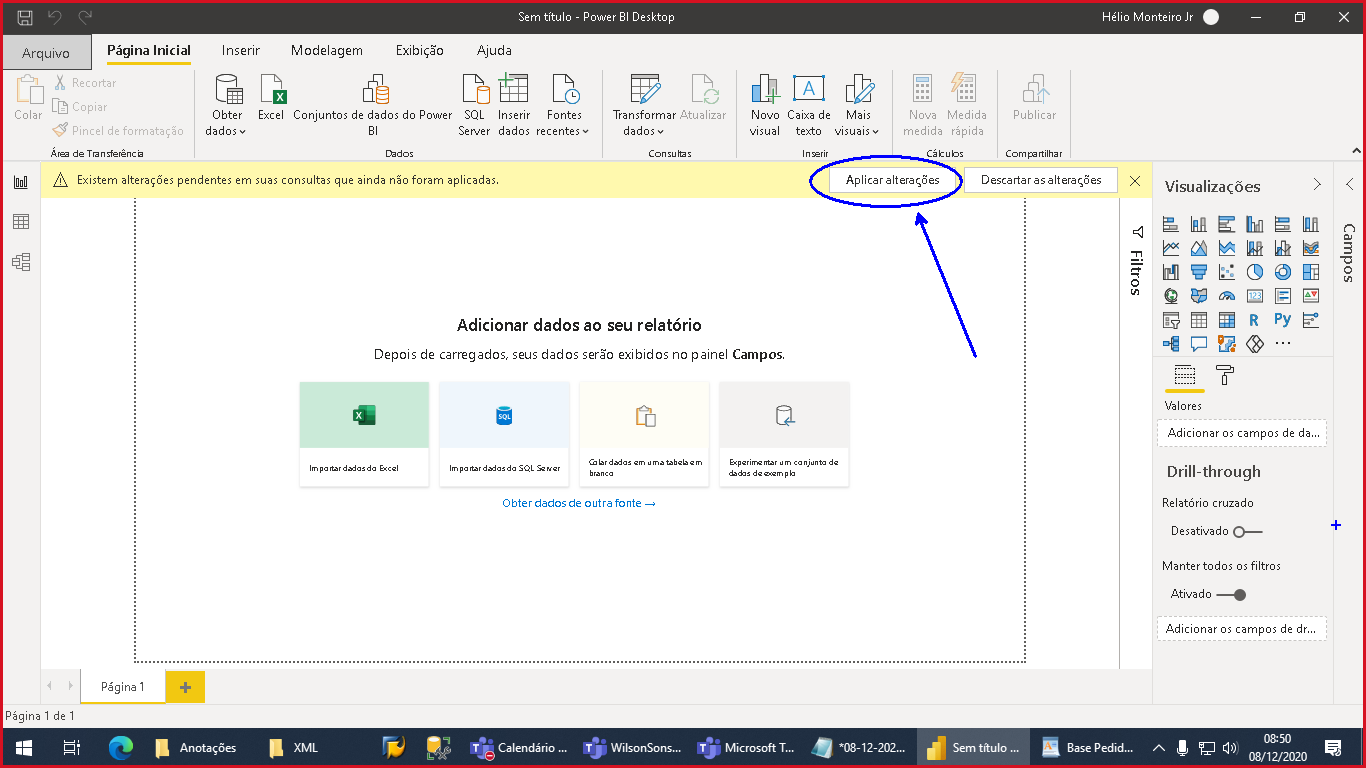 Sem título - Power BI Desktop
Hélio Monteiro Jr
Arquivo
Página Inicial
Inserir
Modelagem
Exibição
Ajuda
Colar
Recortar
Copiar
Pincel de formatação
Área de Transferência
Obter dados
Excel
Conjuntos de dados do Power BI
SQL Server
Inserir dados
Fontes recentes
Dados
Transformar dados
Atualizar
Consultas
Novo visual
Caixa de texto
Mais visuais
Inserir
Nova medida
Medida rápida
Cálculos
Publicar
Compartilhar
Existem alterações pendentes em suas consultas que ainda não foram aplicadas.
Aplicar alterações
Descartar as alterações
Filtros
Visualizações
Campos
123
R
Py
Valores
Adicionar os campos de da...
Drill-through
Relatório cruzado
Desativado
Manter todos os filtros
Ativado
Adicionar os campos de dr...
Adicionar dados ao seu relatório
Depois de carregados, seus dados serão exibidos no painel Campos.
SQL
Importar dados do Excel
Importar dados do SQL Server
Colar dados em uma tabela em
branco
Experimentar um conjunto de
dados de exemplo
Obter dados de outra fonte →
Página 1
Página 1 de 1
Anotações
XML
Calendário ...
WilsonSons...
Microsoft T...
*08-12-202...
Sem título ...
Base Pedid...
08:50
08/12/2020